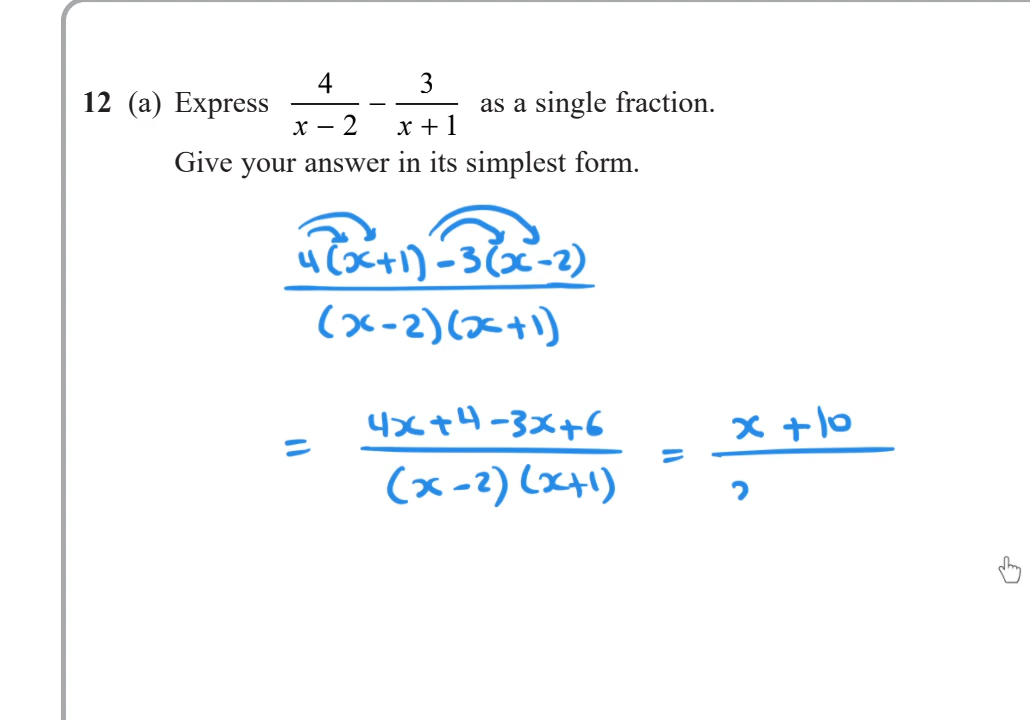 12 (a) Express 4/(x − 2) − 3/(x + 1) as a single fraction.
Give your answer in its simplest form.
(4(x+1) -3(x-2))/((x-2)(x+1))
= (4x+4-3x+6)/((x-2)(x+1)) = (x+10)/